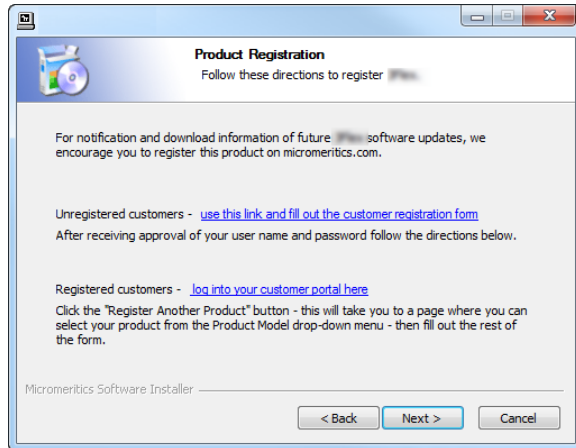 Product Registration
Follow these directions to register
For notification and download information of future software updates, we
encourage you to register this product on micromeritics.com.
Unregistered customers - use this link and fill out the customer registration form
After receiving approval of your user name and password follow the directions below.
Registered customers - log into your customer portal here
Click the "Register Another Product" button - this will take you to a page where you can
select your product from the Product Model drop-down menu - then fill out the rest of
the form.
Micromeritics Software Installer
< Back Next > Cancel